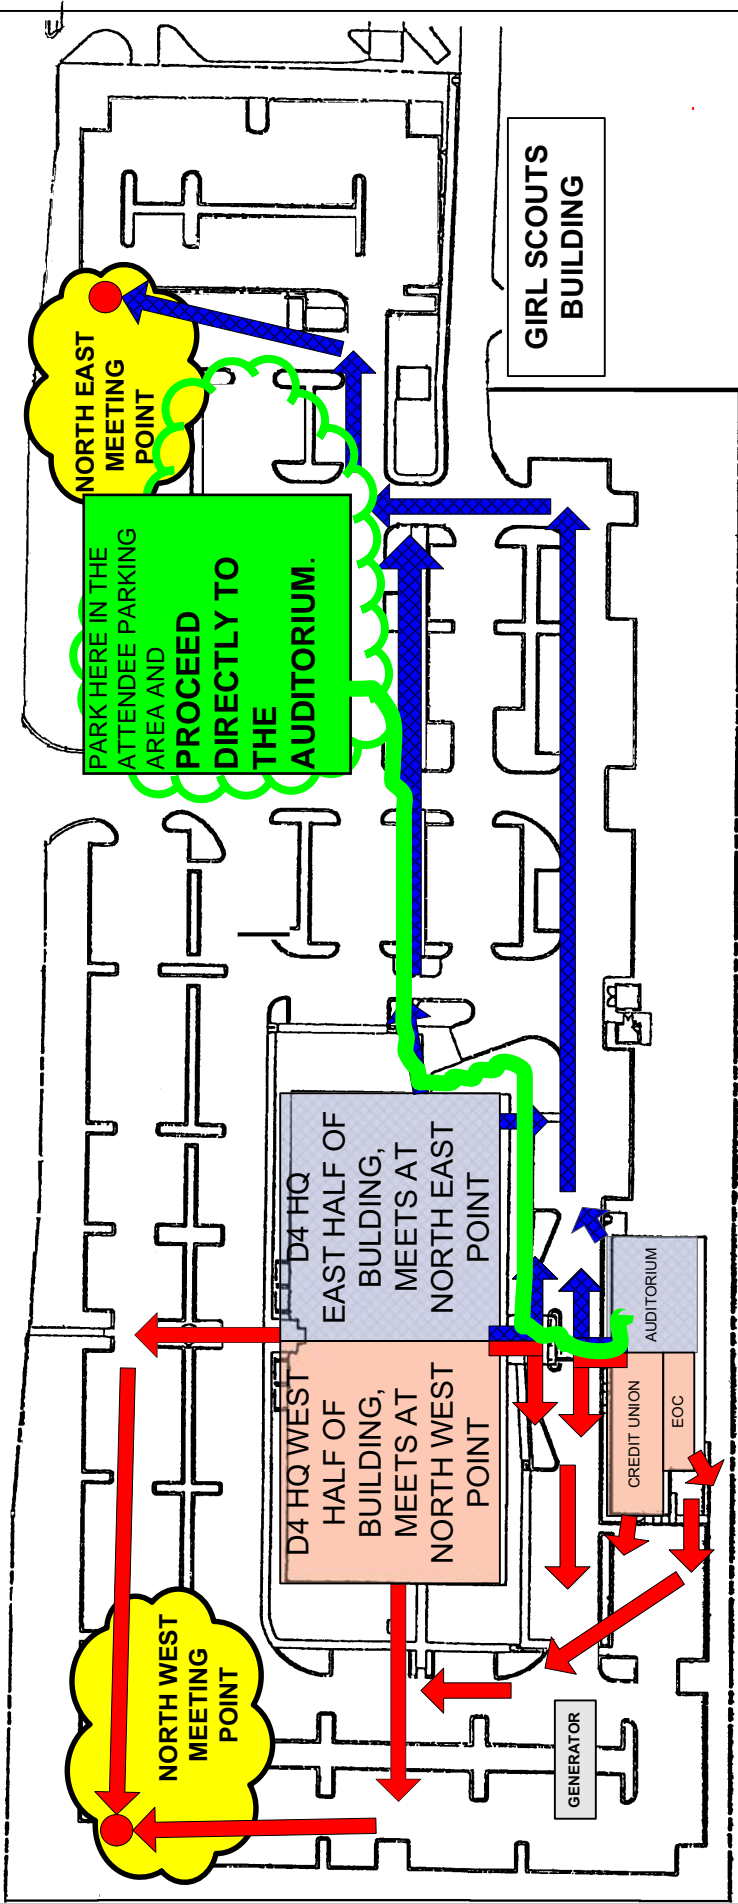 GIRL SCOUTS
BUILDING
NORTH EAST
MEETING
POINT
PARK HERE IN THE
ATTENDEE PARKING
AREA AND
PROCEED
DIRECTLY TO
THE
AUDITORIUM.
D4 HQ
EAST HALF OF
BULDING,
MEETS AT
NORTH EAST
POINT
AUDITORIUM
D4 HQ WEST
HALF OF
BUILDING,
MEETS AT
NORTH WEST
POINT
CREDIT UNION
EOC
NORTH WEST
MEETING
POINT
GENERATOR